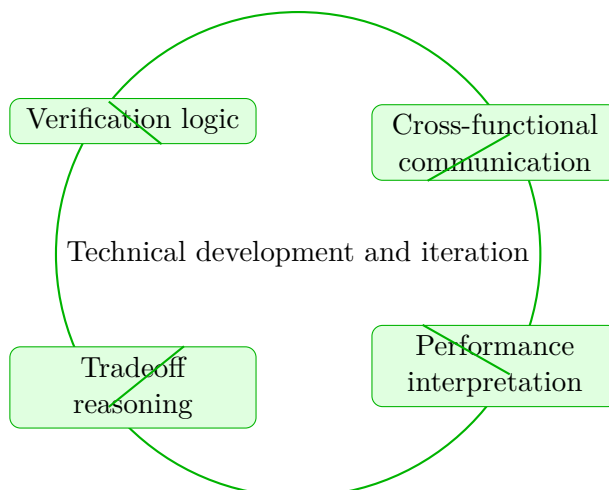 Verification logic
Cross-functional
communication
Technical development and iteration
Tradeoff
reasoning
Performance
interpretation